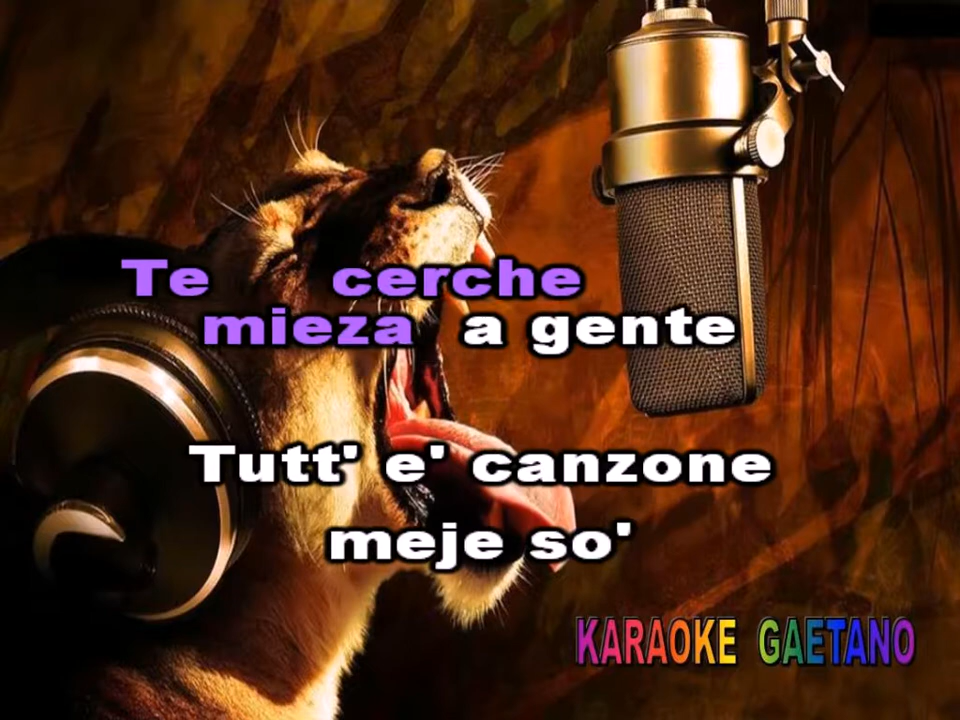 Te cerche
mieza a gente
Tutt' e' canzone
meje so'
KARAOKE GAETANO